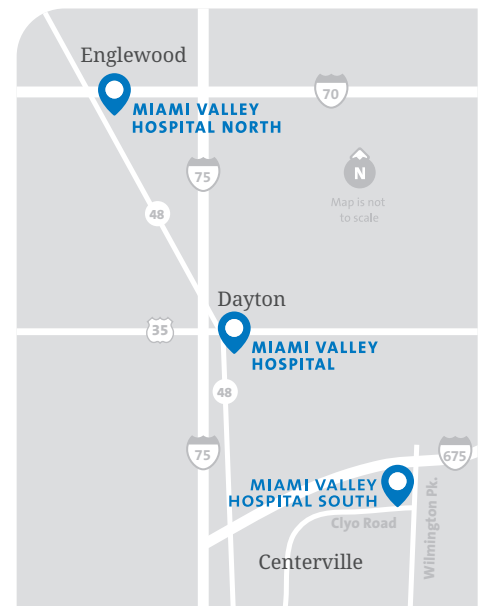 Englewood
MIAMI VALLEY
HOSPITAL NORTH
70
75
N
Map is not
to scale
48
Dayton
35
MIAMI VALLEY
HOSPITAL
48
75
675
MIAMI VALLEY
HOSPITAL SOUTH
Clyo Road
Wilmington Pk.
Centerville